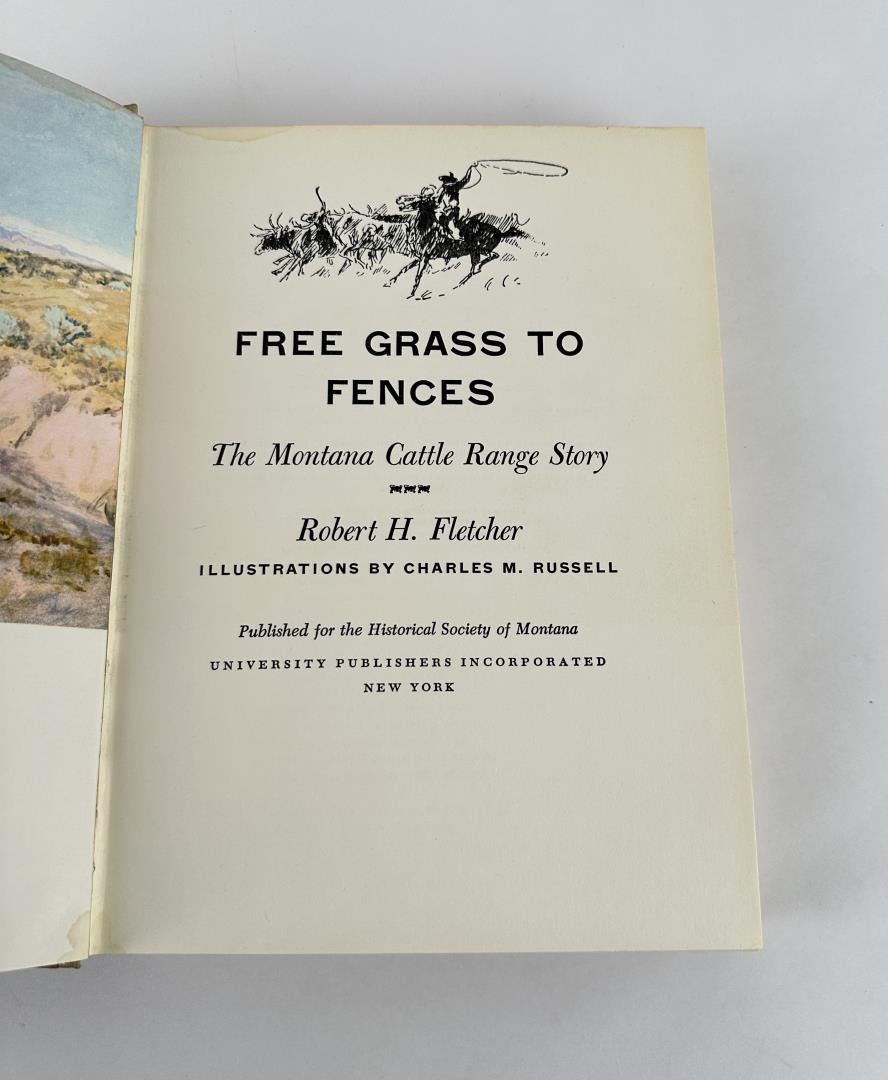 FREE GRASS TO
FENCES
The Montana Cattle Range Story
Robert H. Fletcher
ILLUSTRATIONS BY CHARLES M. RUSSELL
Published for the Historical Society of Montana
UNIVERSITY PUBLISHERS INCORPORATED
NEW YORK